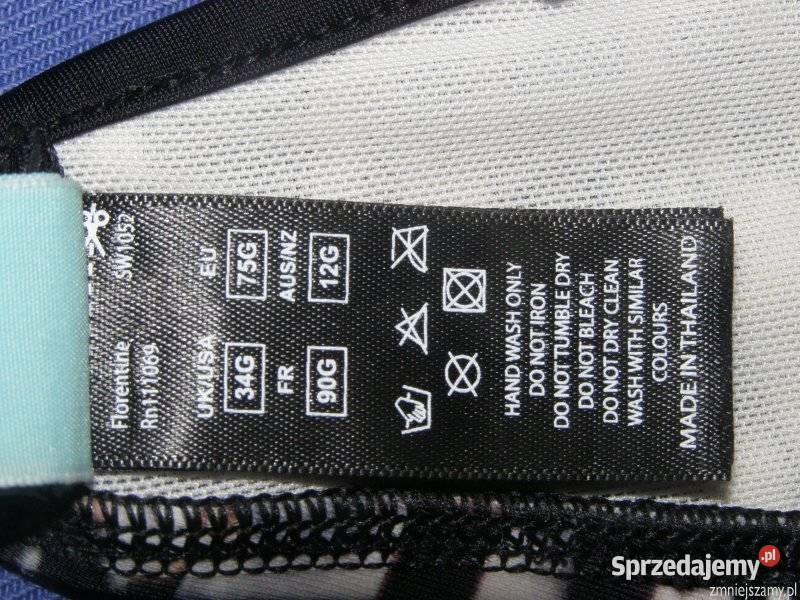 Florentine SW1052
Rn111069
UK/USA EU
34G 75G
FR AUS/NZ
90G 12G
HAND WASH ONLY
DO NOT IRON
DO NOT TUMBLE DRY
DO NOT BLEACH
DO NOT DRY CLEAN
WASH WITH SIMILAR
COLOURS
MADE IN THAILAND
Sprzedajemy.pl
zmniejszamy.pl